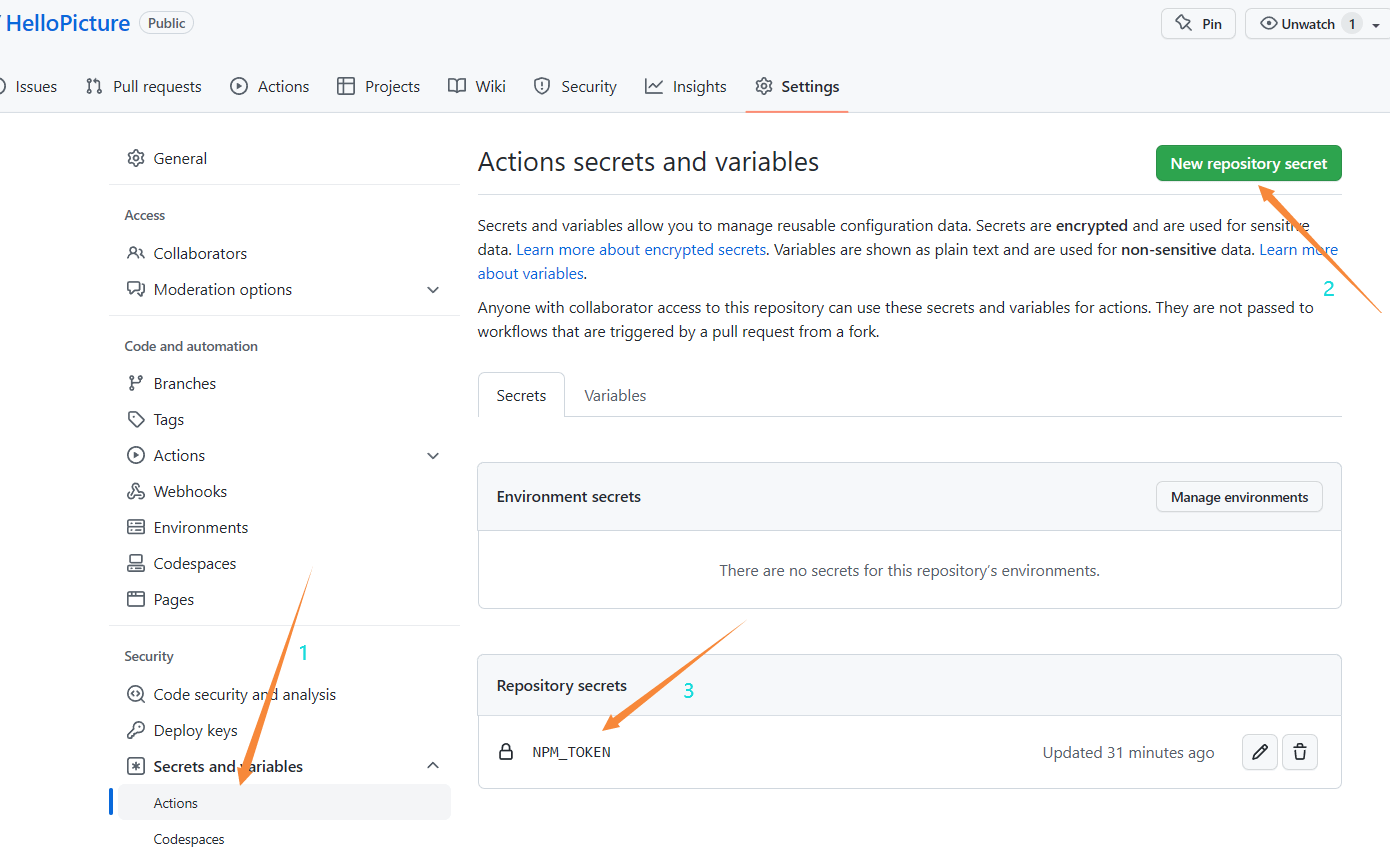 HelloPicture Public Pin Unwatch 1
Issues Pull requests Actions Projects Wiki Security Insights Settings
General
Access
Collaborators
Moderation options
Code and automation
Branches
Tags
Actions
Webhooks
Environments
Codespaces
Pages
1
Security
Code security and analysis
Deploy keys
Secrets and variables
Actions
Codespaces
Actions secrets and variables
New repository secret
Secrets and variables allow you to manage reusable configuration data. Secrets are encrypted and are used for sensitive
data. Learn more about encrypted secrets. Variables are shown as plain text and are used for non-sensitive data. Learn more
about variables.
2
Anyone with collaborator access to this repository can use these secrets and variables for actions. They are not passed to
workflows that are triggered by a pull request from a fork.
Secrets Variables
Environment secrets Manage environments
There are no secrets for this repository's environments.
Repository secrets
3
NPM_TOKEN Updated 31 minutes ago